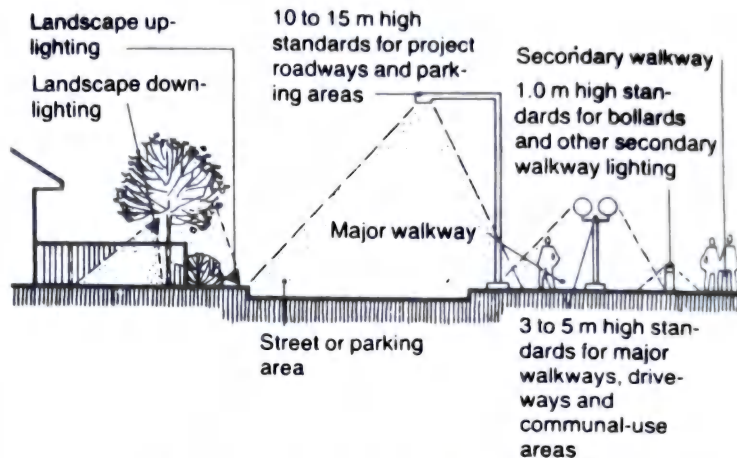 Landscape up-
lighting
Landscape down-
lighting
10 to 15 m high
standards for project
roadways and park-
ing areas
Secondary walkway
1.0 m high stan-
dards for bollards
and other secondary
walkway lighting
Major walkway
Street or parking
area
3 to 5 m high stan-
dards for major
walkways, drive-
ways and
communal-use
areas